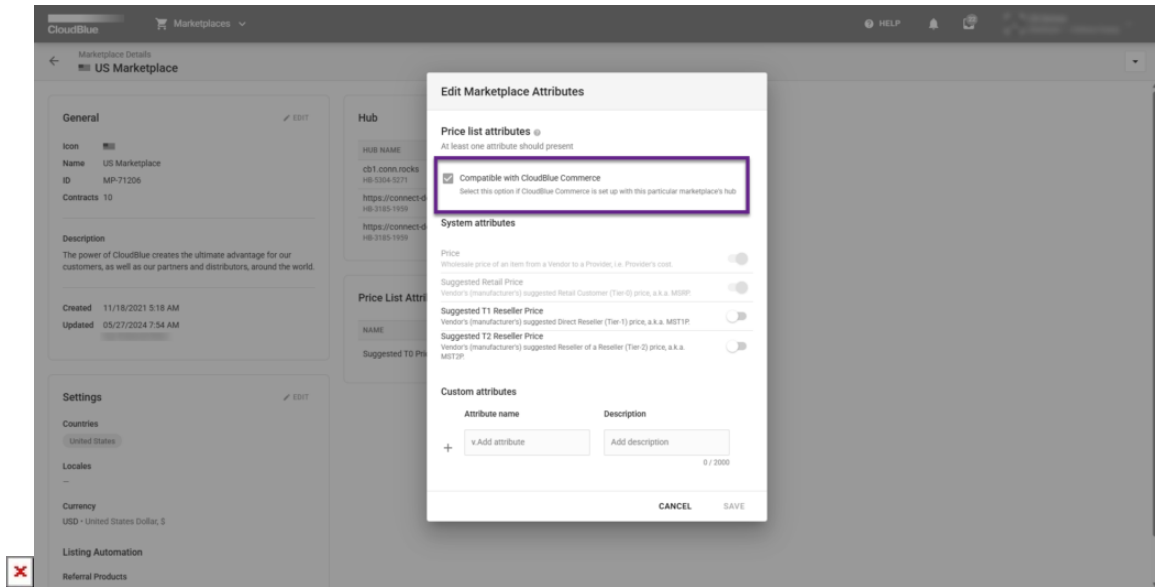 CloudBlue
Marketplaces
HELP
Marketplace Details
US Marketplace
General
EDIT
Icon
Name US Marketplace
ID MP-71206
Contracts 10
Description
The power of CloudBlue creates the ultimate advantage for our
customers, as well as our partners and distributors, around the world.
Created 11/18/2021 5:18 AM
Updated 05/27/2024 7:54 AM
Settings
EDIT
Countries
United States
Locales
—
Currency
USD • United States Dollar, $
Listing Automation
Referral Products
Hub
HUB NAME
cb1.conn.rocks
HB-5304-5271
https://connect-d
HB-3185-1959
https://connect-d
HB-3185-1959
Price List Attri
NAME
Suggested T0 Pri
Edit Marketplace Attributes
Price list attributes
At least one attribute should present
Compatible with CloudBlue Commerce
Select this option if CloudBlue Commerce is set up with this particular marketplace's hub
System attributes
Price
Wholesale price of an item from a Vendor to a Provider, i.e. Provider's cost.
Suggested Retail Price
Vendor's (manufacturer's) suggested Retail Customer (Tier-0) price, a.k.a. MSRP.
Suggested T1 Reseller Price
Vendor's (manufacturer's) suggested Direct Reseller (Tier-1) price, a.k.a. MST1P.
Suggested T2 Reseller Price
Vendor's (manufacturer's) suggested Reseller of a Reseller (Tier-2) price, a.k.a.
MST2P.
Custom attributes
Attribute name Description
+ v.Add attribute Add description
0 / 2000
CANCEL SAVE